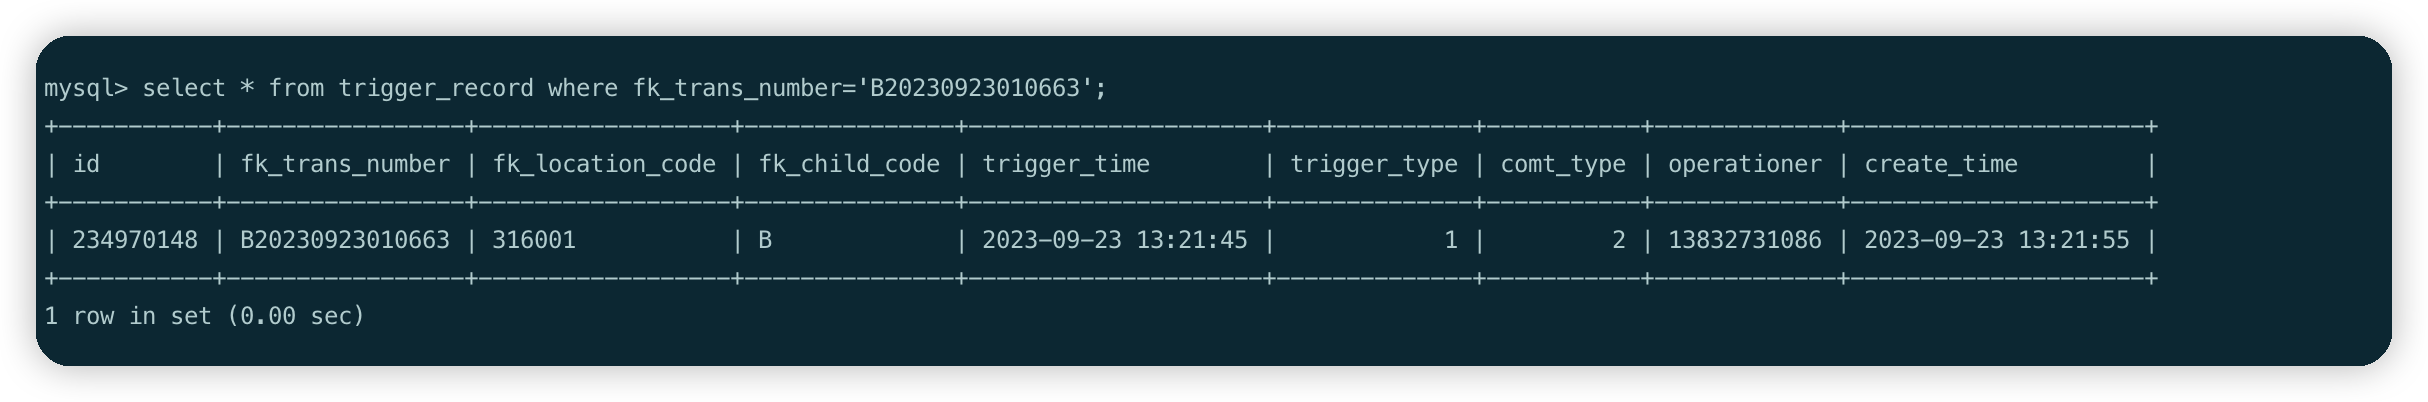 mysql> select * from trigger_record where fk_trans_number='B20230923010663';
+-----------+-----------------+------------------+---------------+---------------------+--------------+-----------+-------------+---------------------+
| id        | fk_trans_number | fk_location_code | fk_child_code | trigger_time        | trigger_type | comt_type | operationer | create_time         |
+-----------+-----------------+------------------+---------------+---------------------+--------------+-----------+-------------+---------------------+
| 234970148 | B20230923010663 | 316001           | B             | 2023-09-23 13:21:45 |            1 |         2 | 13832731086 | 2023-09-23 13:21:55 |
+-----------+-----------------+------------------+---------------+---------------------+--------------+-----------+-------------+---------------------+
1 row in set (0.00 sec)